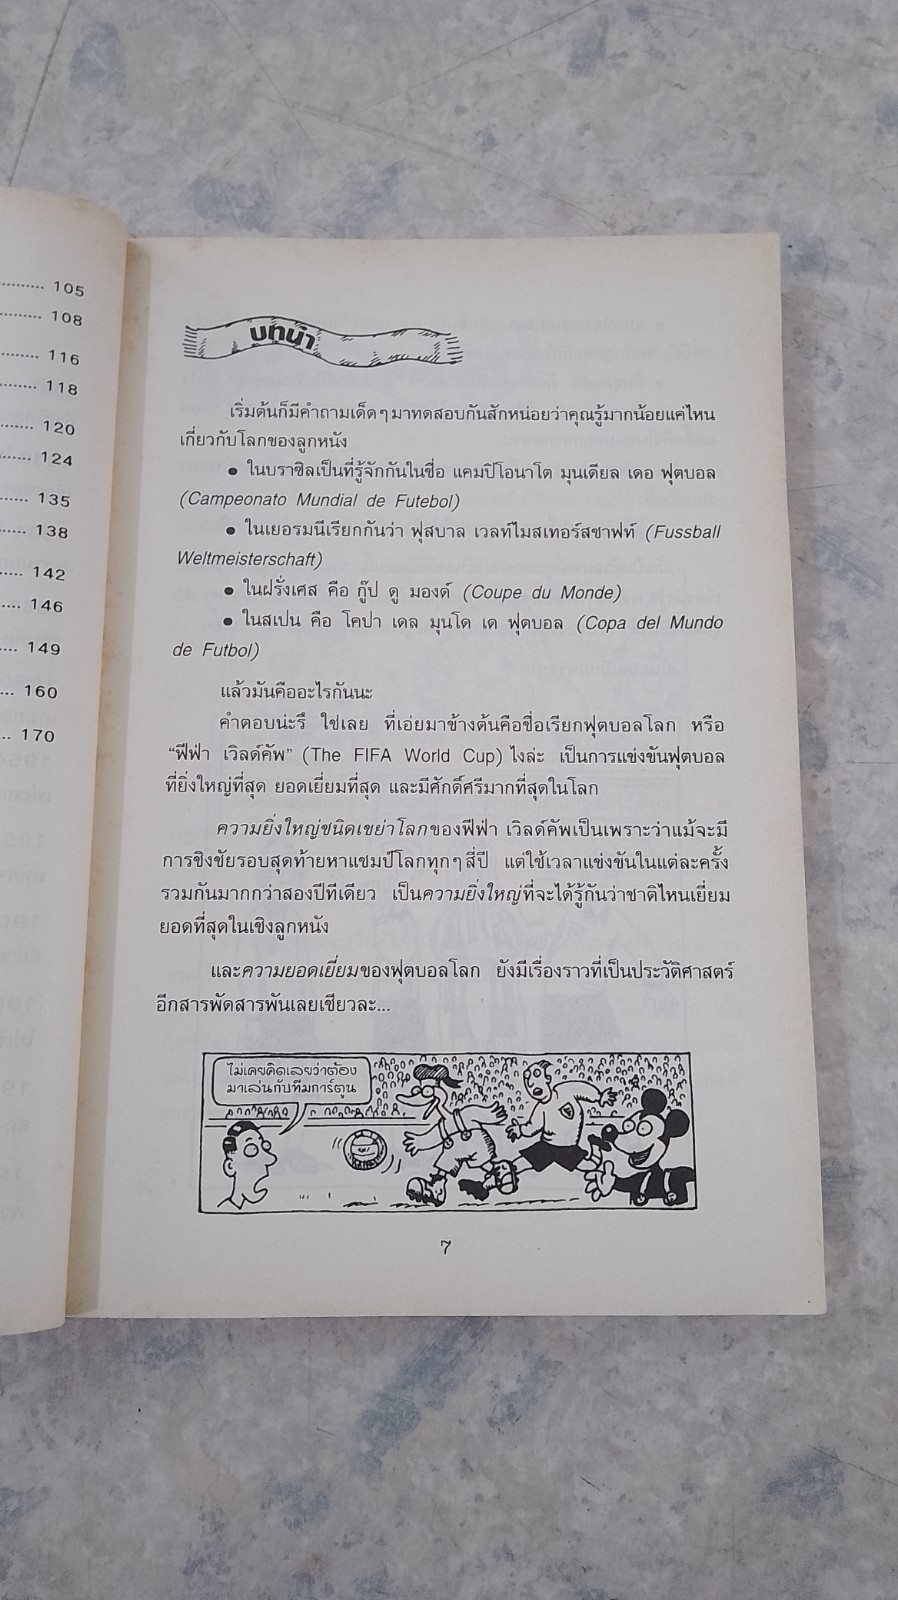 ........... 105
........... 108
........... 116
........ 118
........... 120
........... 124
....... 135
....... 138
..... 142
..... 146
..... 149
... 160
.. 170
บทนำ
เริ่มต้นก็มีคำถามเด็ดๆ มาทดสอบกันสักหน่อยว่าคุณรู้มากน้อยแค่ไหน
เกี่ยวกับโลกของลูกหนัง
● ในบราซิลเป็นที่รู้จักกันในชื่อ แคมปิโอนาโต มุนเดียล เดอ ฟุตบอล
(Campeonato Mundial de Futebol)
● ในเยอรมนีเรียกกันว่า ฟุสบาล เวลท์ไมสเทอร์สชาฟท์ (Fussball
Weltmeisterschaft)
● ในฝรั่งเศส คือ กู๊ป ดู มองด์ (Coupe du Monde)
● ในสเปน คือ โคปา เดล มุนโด เด ฟุตบอล (Copa del Mundo
de Futbol)
แล้วมันคืออะไรกันนะ
คำตอบน่ะรึ ใช่เลย ที่เอ่ยมาข้างต้นคือชื่อเรียกฟุตบอลโลก หรือ
“ฟีฟ่า เวิลด์คัพ” (The FIFA World Cup) ไงล่ะ เป็นการแข่งขันฟุตบอล
ที่ยิ่งใหญ่ที่สุด ยอดเยี่ยมที่สุด และมีศักดิ์ศรีมากที่สุดในโลก
ความยิ่งใหญ่ชนิดเขย่าโลกของฟีฟ่า เวิลด์คัพเป็นเพราะว่าแม้จะมี
การชิงชัยรอบสุดท้ายหาแชมป์โลกทุกๆ สี่ปี แต่ใช้เวลาแข่งขันในแต่ละครั้ง
รวมกันมากกว่าสองปีทีเดียว เป็นความยิ่งใหญ่ที่จะได้รู้กันว่าชาติไหนเยี่ยม
ยอดที่สุดในเชิงลูกหนัง
และความยอดเยี่ยมของฟุตบอลโลก ยังมีเรื่องราวที่เป็นประวัติศาสตร์
อีกสารพัดสารพันเลยเชียวละ...
ไม่เคยคิดเลยว่าต้อง
มาเล่นกับทีมการ์ตูน
๗